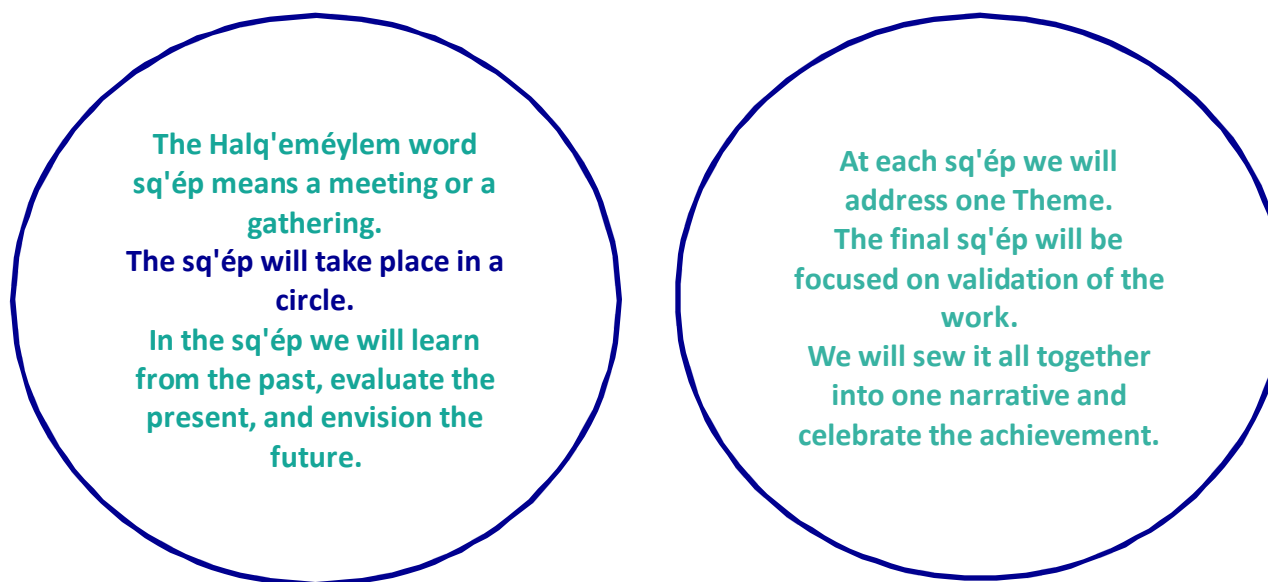 The Halq'eméylem word
sq'ép means a meeting or a
gathering.
The sq'ép will take place in a
circle.
In the sq'ép we will learn
from the past, evaluate the
present, and envision the
future.
At each sq'ép we will
address one Theme.
The final sq'ép will be
focused on validation of the
work.
We will sew it all together
into one narrative and
celebrate the achievement.